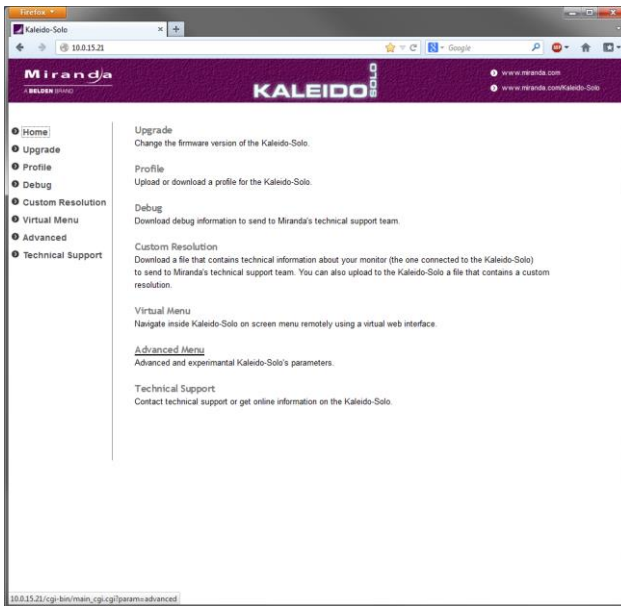 Firefox
Kaleido-Solo
10.0.15.21
Google
Miranda
A BELDEN BRAND
KALEIDO SOLO
www.miranda.com
www.miranda.com/Kaleido-Solo
Home
Upgrade
Profile
Debug
Custom Resolution
Virtual Menu
Advanced
Technical Support
Upgrade
Change the firmware version of the Kaleido-Solo.
Profile
Upload or download a profile for the Kaleido-Solo.
Debug
Download debug information to send to Miranda's technical support team.
Custom Resolution
Download a file that contains technical information about your monitor (the one connected to the Kaleido-Solo)
to send to Miranda's technical support team. You can also upload to the Kaleido-Solo a file that contains a custom
resolution.
Virtual Menu
Navigate inside Kaleido-Solo on screen menu remotely using a virtual web interface.
Advanced Menu
Advanced and experimantal Kaleido-Solo's parameters.
Technical Support
Contact technical support or get online information on the Kaleido-Solo.
10.0.15.21/cgi-bin/main_cgi.cgi?param=advanced